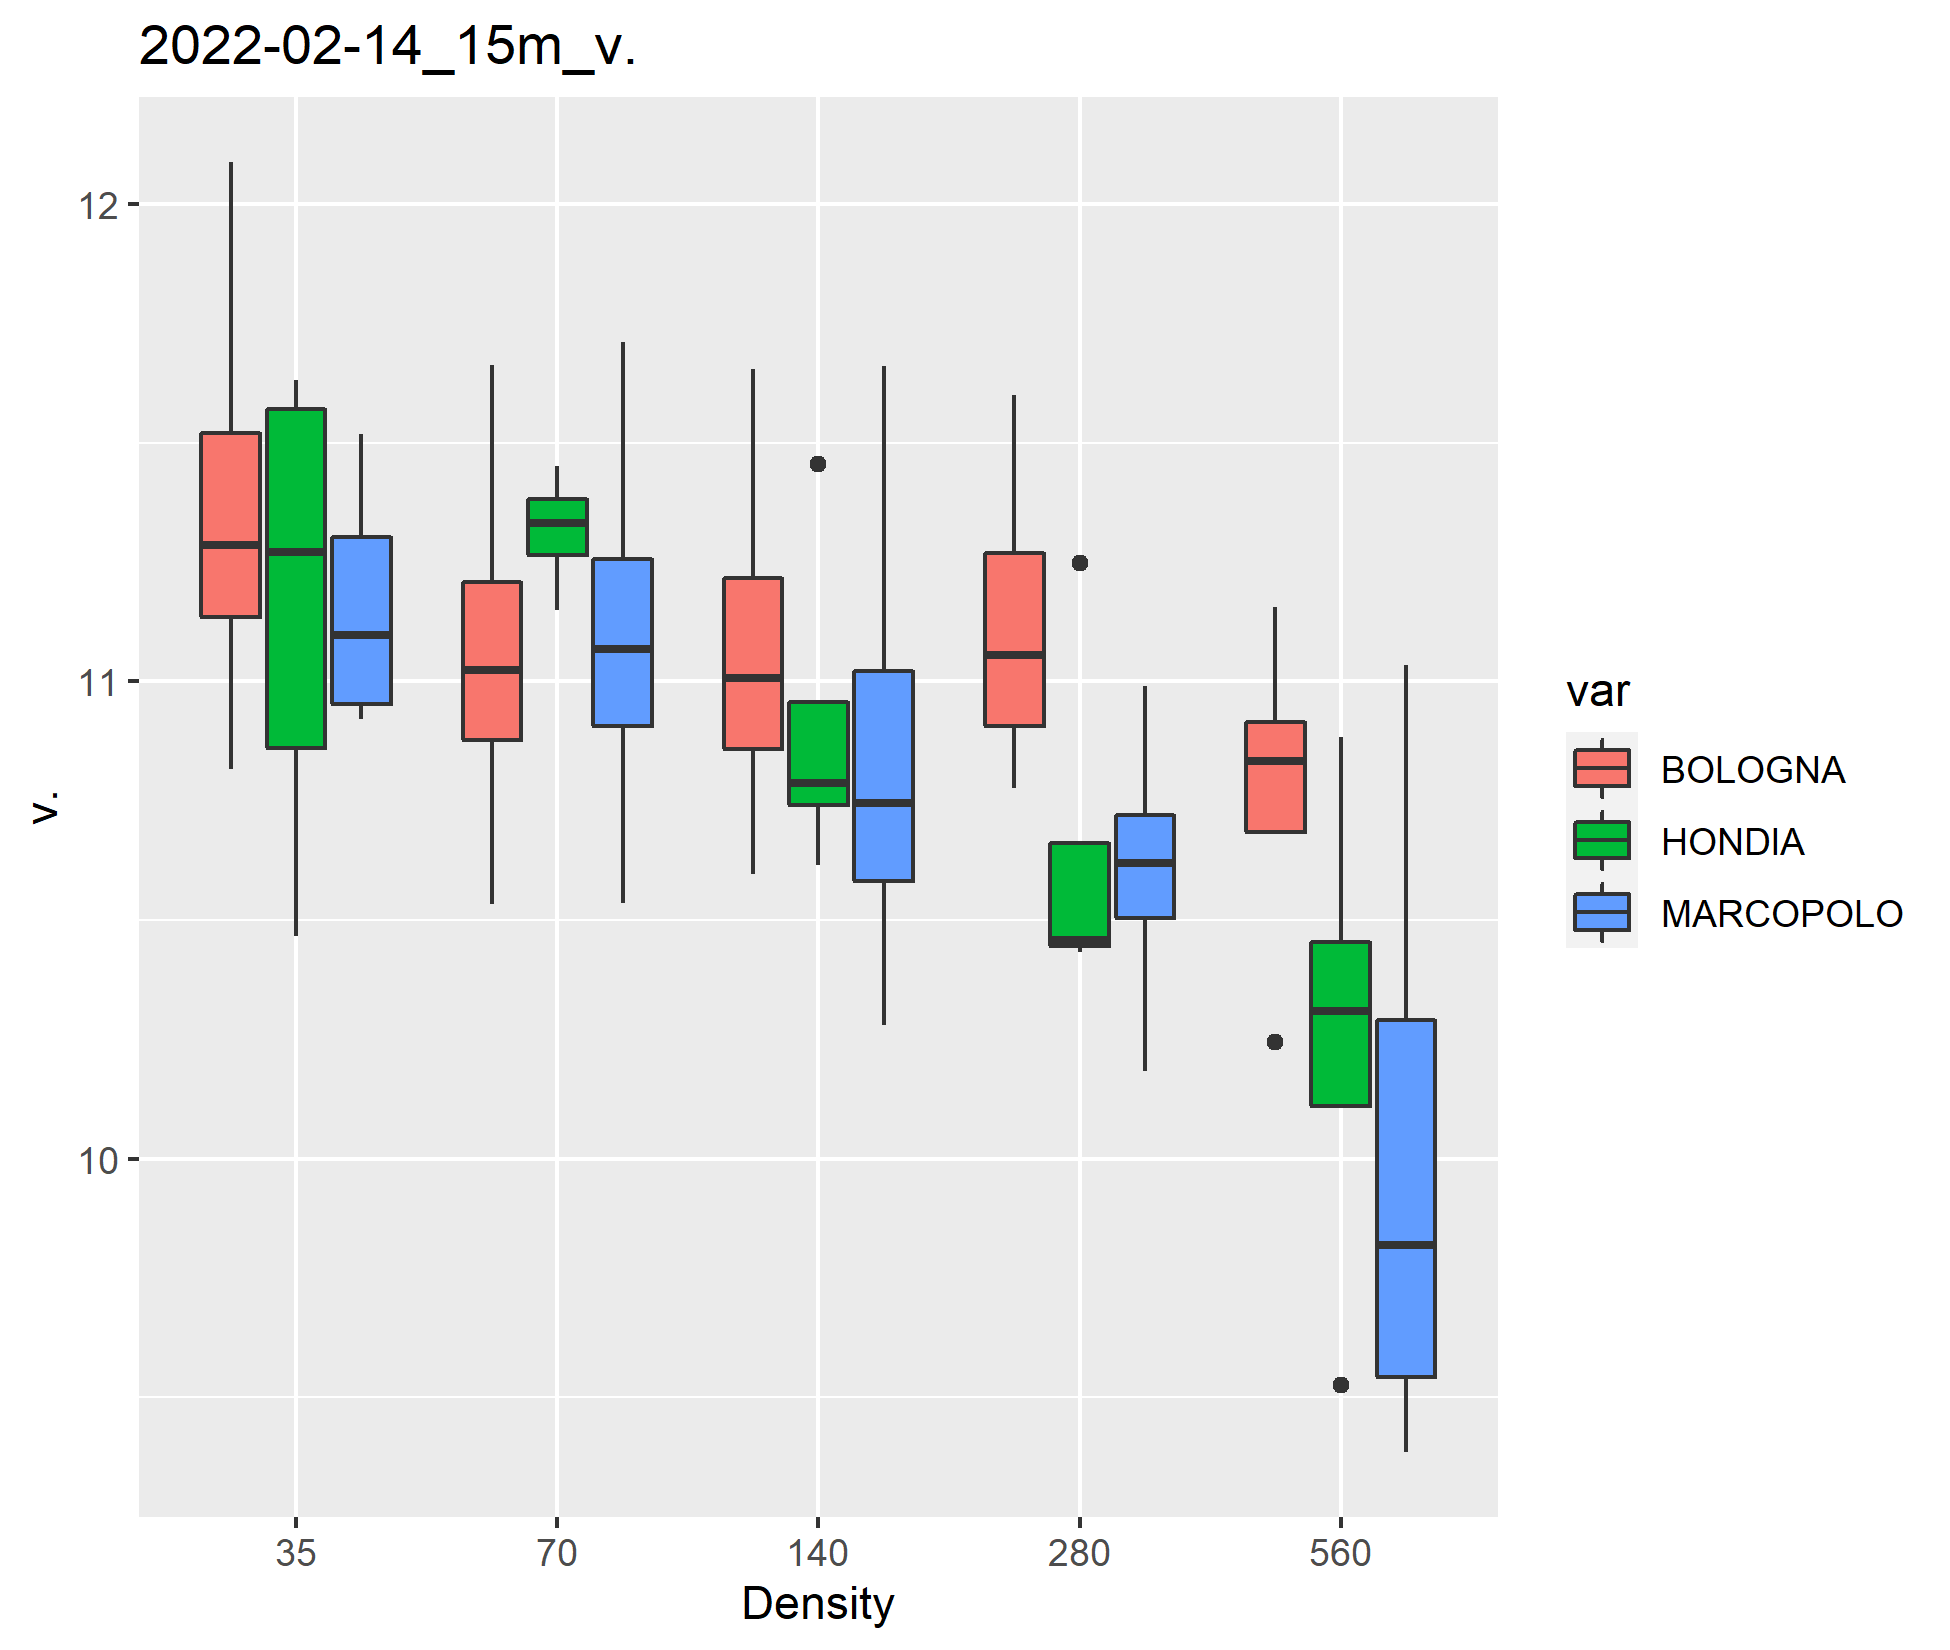 2022-02-14_15m_v.
12
11
10
v.
35 70 140 280 560
Density
var
BOLOGNA
HONDIA
MARCOPOLO